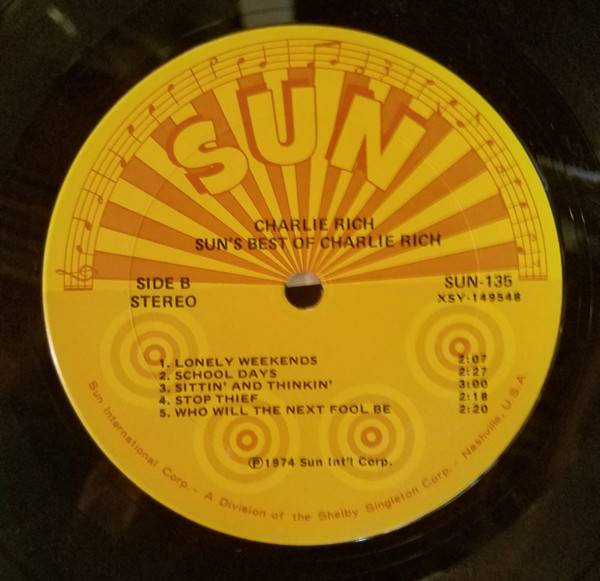 SUN
CHARLIE RICH
SUN'S BEST OF CHARLIE RICH
SIDE B
STEREO
SUN-135
XSY-149548
1. LONELY WEEKENDS 2:07
2. SCHOOL DAYS 2:27
3. SITTIN' AND THINKIN' 3:00
4. STOP THIEF 2:18
5. WHO WILL THE NEXT FOOL BE 2:20
Ⓟ1974 Sun Int'l Corp.
Sun International Corp. - A Division of the Shelby Singleton Corp. - Nashville, U.S.A.